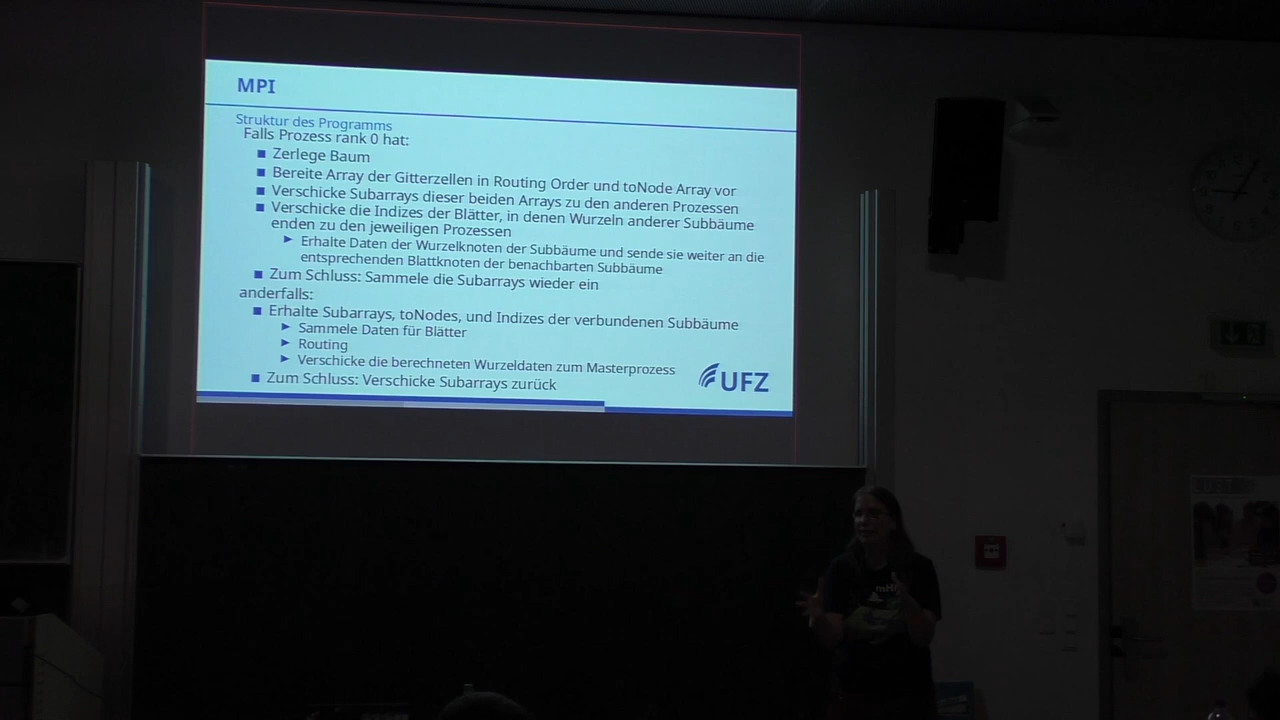 MPI
Struktur des Programms
Falls Prozess rank 0 hat:
Zerlege Baum
Bereite Array der Gitterzellen in Routing Order und toNode Array vor
Verschicke Subarrays dieser beiden Arrays zu den anderen Prozessen
Verschicke die Indizes der Blätter, in denen Wurzeln anderer Subbäume
enden zu den jeweiligen Prozessen
Erhalte Daten der Wurzelknoten der Subbäume und sende sie weiter an die
entsprechenden Blattknoten der benachbarten Subbäume
Zum Schluss: Sammele die Subarrays wieder ein
anderfalls:
Erhalte Subarrays, toNodes, und Indizes der verbundenen Subbäume
Sammele Daten für Blätter
Routing
Verschicke die berechneten Wurzeldaten zum Masterprozess
Zum Schluss: Verschicke Subarrays zurück
UFZ